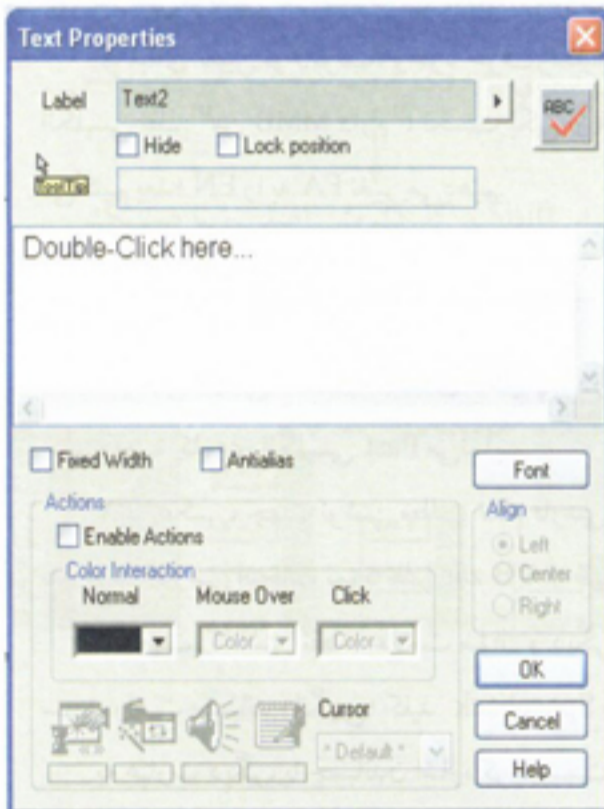 Text Properties
Label Text2
ABC
Hide Lock position
ToolTip
Double-Click here...
Fixed Width Antialias
Font
Actions
Enable Actions
Align
Left
Center
Right
Color Interaction
Normal Mouse Over Click
Color... Color...
Cursor
* Default *
OK
Cancel
Help